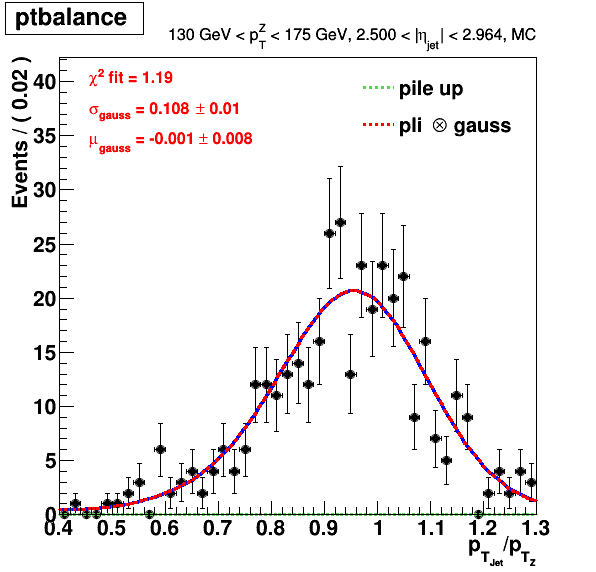 ptbalance
130 GeV < p_T^Z < 175 GeV, 2.500 < |η_jet| < 2.964, MC
χ² fit = 1.19
σ_gauss = 0.108 ± 0.01
μ_gauss = -0.001 ± 0.008
pile up
pli ⊗ gauss
Events / ( 0.02 )
40
35
30
25
20
15
10
5
0
0.4 0.5 0.6 0.7 0.8 0.9 1 1.1 1.2 1.3
p_T_Jet/p_T_Z